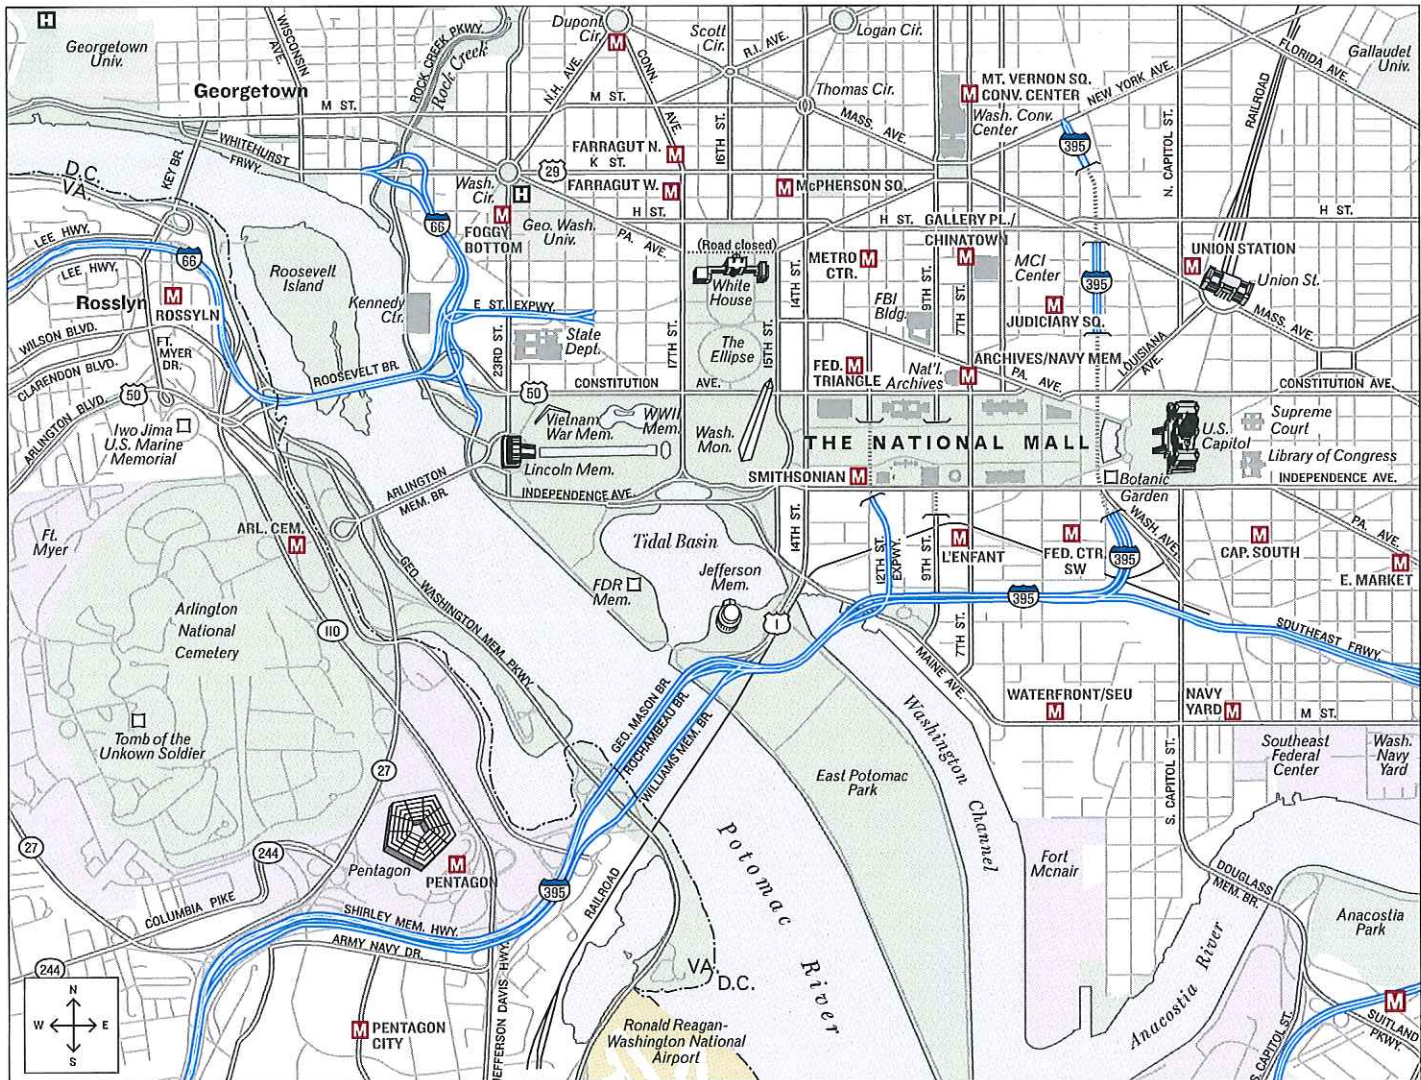 H
Georgetown
Univ.
WISCONSIN
AVE.
ROCK CREEK PKWY.
Rock Creek
Dupont
Cir.
M
Scott
Cir.
R.I. AVE.
Logan Cir.
FLORIDA AVE.
Gallaudet
Univ.
Georgetown
M ST.
N.H. AVE.
CONN.
AVE.
M ST.
16TH ST.
Thomas Cir.
MASS. AVE.
M
MT. VERNON SQ.
CONV. CENTER
Wash. Conv.
Center
NEW YORK AVE.
395
N. CAPITOL ST.
RAILROAD
WHITEHURST
FRWY.
KEY BR.
D.C.
VA.
FARRAGUT N.
M
K ST.
29
Wash.
Cir.
H
FARRAGUT W.
M
M
McPHERSON SQ.
M
FOGGY
BOTTOM
Geo. Wash.
Univ.
H ST.
PA. AVE.
H ST.
GALLERY PL./
CHINATOWN
M
H ST.
66
LEE HWY.
66
LEE HWY.
Roosevelt
Island
(Road closed)
White
House
14TH ST.
METRO
CTR.
M
9TH ST.
7TH ST.
MCI
Center
395
UNION STATION
M
Union St.
Rosslyn
M
ROSSYLN
Kennedy
Ctr.
E ST. EXPWY.
State
Dept.
23RD ST.
17TH ST.
The
Ellipse
15TH ST.
FBI
Bldg.
M
JUDICIARY SQ.
MASS. AVE.
LOUISIANA
AVE.
WILSON BLVD.
CLARENDON BLVD.
FT.
MYER
DR.
ROOSEVELT BR.
FED.
TRIANGLE
M
Nat'l.
Archives
M
ARCHIVES/NAVY MEM.
PA. AVE.
50
ARLINGTON BLVD.
50
CONSTITUTION
AVE.
CONSTITUTION AVE.
Iwo Jima
U.S. Marine
Memorial
Vietnam
War Mem.
WWII
Mem.
Wash.
Mon.
THE NATIONAL MALL
U.S.
Capitol
Supreme
Court
Library of Congress
Lincoln Mem.
ARLINGTON
MEM. BR.
INDEPENDENCE AVE.
SMITHSONIAN
M
Botanic
Garden
INDEPENDENCE AVE.
Ft.
Myer
ARL. CEM.
M
Tidal Basin
14TH ST.
12TH ST.
EXPWY.
9TH ST.
M
L'ENFANT
M
FED. CTR.
SW
395
WASH. AVE.
M
CAP. SOUTH
PA. AVE.
M
E. MARKET
GEO. WASHINGTON MEM. PKWY.
FDR
Mem.
Jefferson
Mem.
1
395
Arlington
National
Cemetery
110
7TH ST.
MAINE AVE.
SOUTHEAST FRWY.
GEO. MASON BR.
ROCHAMBEAU BR.
WILLIAMS MEM. BR.
Washington Channel
WATERFRONT/SEU
M
NAVY
YARD
M
M ST.
Tomb of the
Unkown Soldier
27
East Potomac
Park
S. CAPITOL ST.
Southeast
Federal
Center
Wash.
Navy
Yard
27
244
Pentagon
M
PENTAGON
Potomac River
Fort
Mcnair
395
RAILROAD
COLUMBIA PIKE
SHIRLEY MEM. HWY.
ARMY NAVY DR.
DOUGLASS
MEM. BR.
Anacostia
Park
Anacostia River
244
VA.
D.C.
N
W E
S
M
PENTAGON
CITY
JEFFERSON DAVIS HWY.
Ronald Reagan-
Washington National
Airport
S. CAPITOL ST.
M
SUITLAND
PKWY.